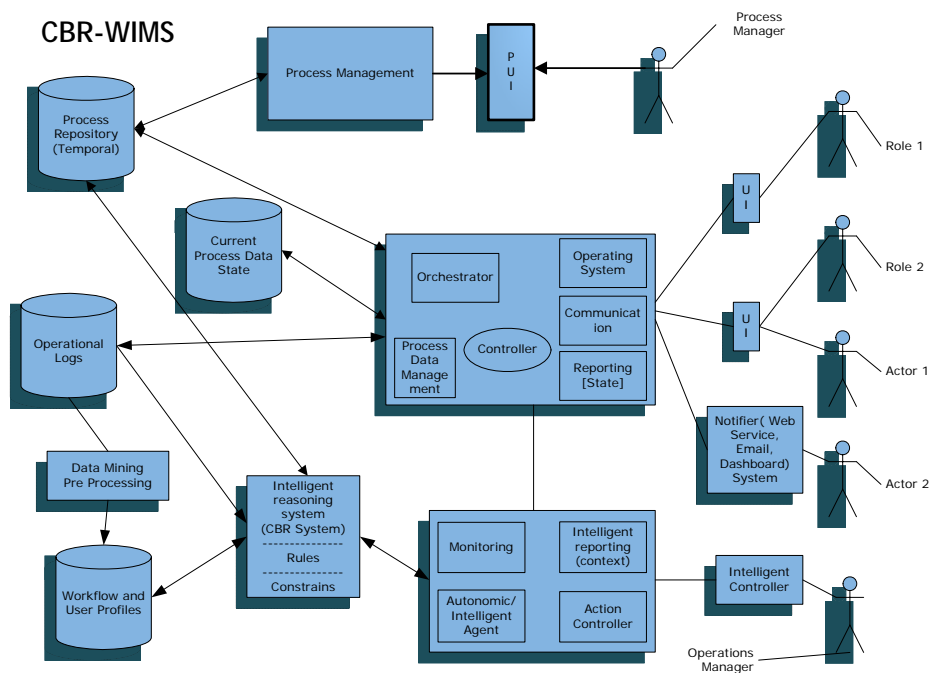 CBR-WIMS
Process
Manager
Process Management
P
U
I
Process
Repository
(Temporal)
Role 1
U
I
Current
Process Data
State
Orchestrator
Operating
System
Role 2
Communicat
ion
U
I
Operational
Logs
Process
Data
Manage
ment
Controller
Reporting
[State]
Actor 1
Notifier( Web
Service,
Email,
Dashboard)
System
Actor 2
Data Mining
Pre Processing
Intelligent
reasoning
system
(CBR System)
---------------
Rules
---------------
Constrains
Monitoring
Intelligent
reporting
(context)
Intelligent
Controller
Workflow and
User Profiles
Autonomic/
Intelligent
Agent
Action
Controller
Operations
Manager